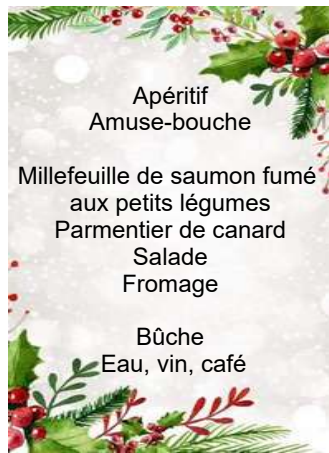 Apéritif
Amuse-bouche
Millefeuille de saumon fumé
aux petits légumes
Parmentier de canard
Salade
Fromage
Bûche
Eau, vin, café